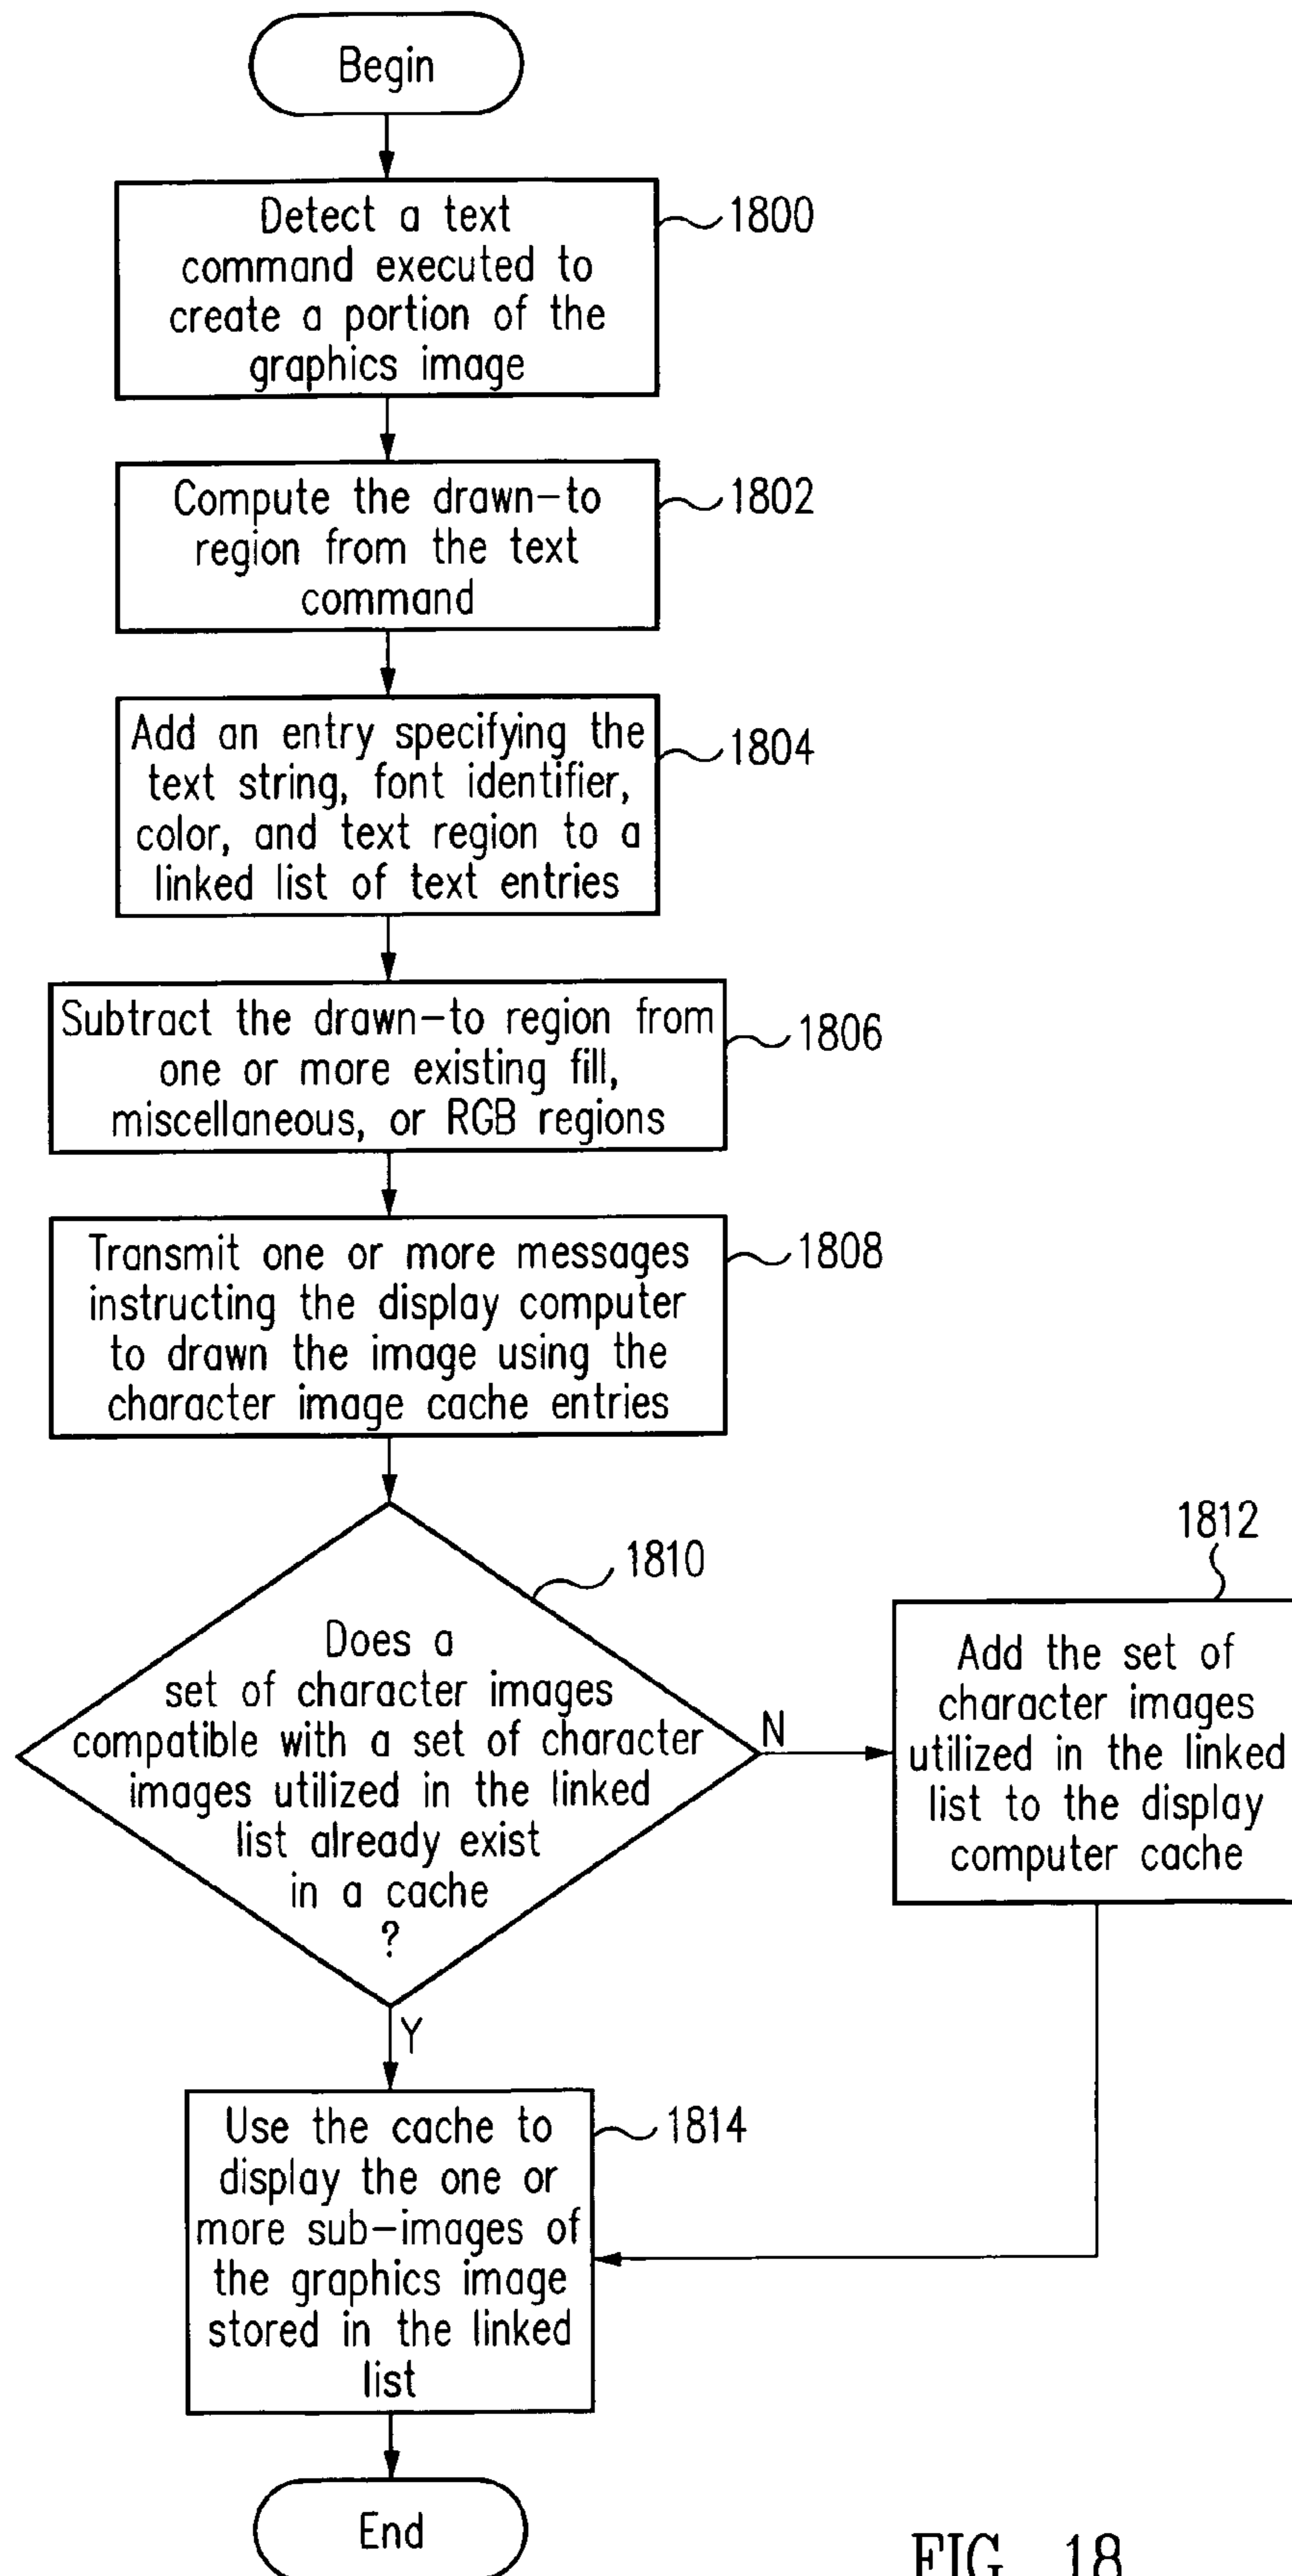 Begin
Detect a text
command executed to
create a portion of the
graphics image
1800
Compute the drawn-to
region from the text
command
1802
Add an entry specifying the
text string, font identifier,
color, and text region to a
linked list of text entries
1804
Subtract the drawn-to region from
one or more existing fill,
miscellaneous, or RGB regions
1806
Transmit one or more messages
instructing the display computer
to drawn the image using the
character image cache entries
1808
Does a
set of character images
compatible with a set of character
images utilized in the linked
list already exist
in a cache
?
1810
N
1812
Add the set of
character images
utilized in the linked
list to the display
computer cache
Y
Use the cache to
display the one or
more sub-images of
the graphics image
stored in the linked
list
1814
End
FIG. 18